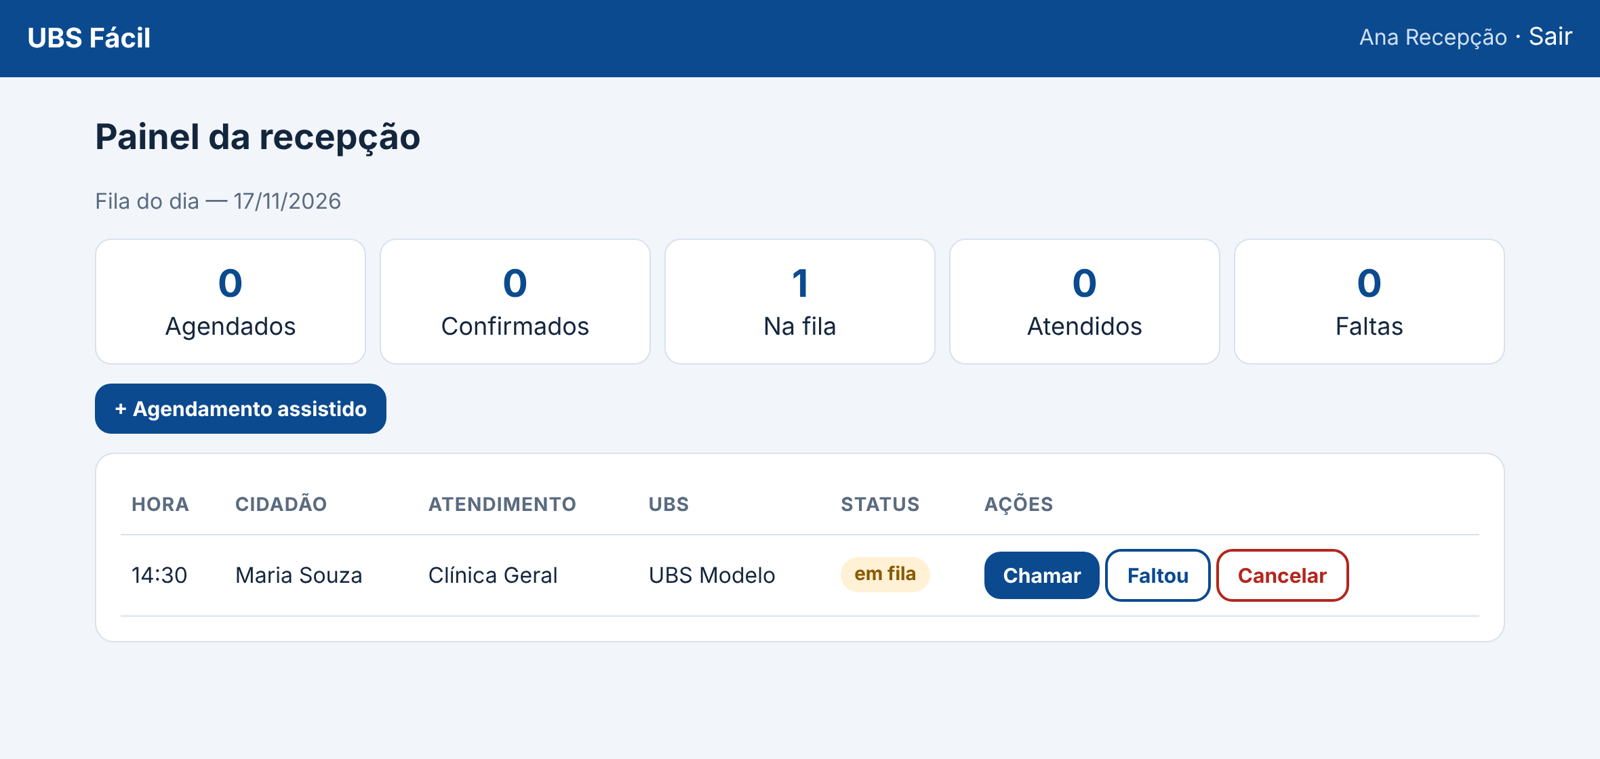 UBS Fácil
Ana Recepção · Sair
Painel da recepção
Fila do dia — 17/11/2026
0 0 1 0 0
Agendados Confirmados Na fila Atendidos Faltas
+ Agendamento assistido
HORA CIDADÃO ATENDIMENTO UBS STATUS AÇÕES
14:30 Maria Souza Clínica Geral UBS Modelo em fila Chamar Faltou Cancelar